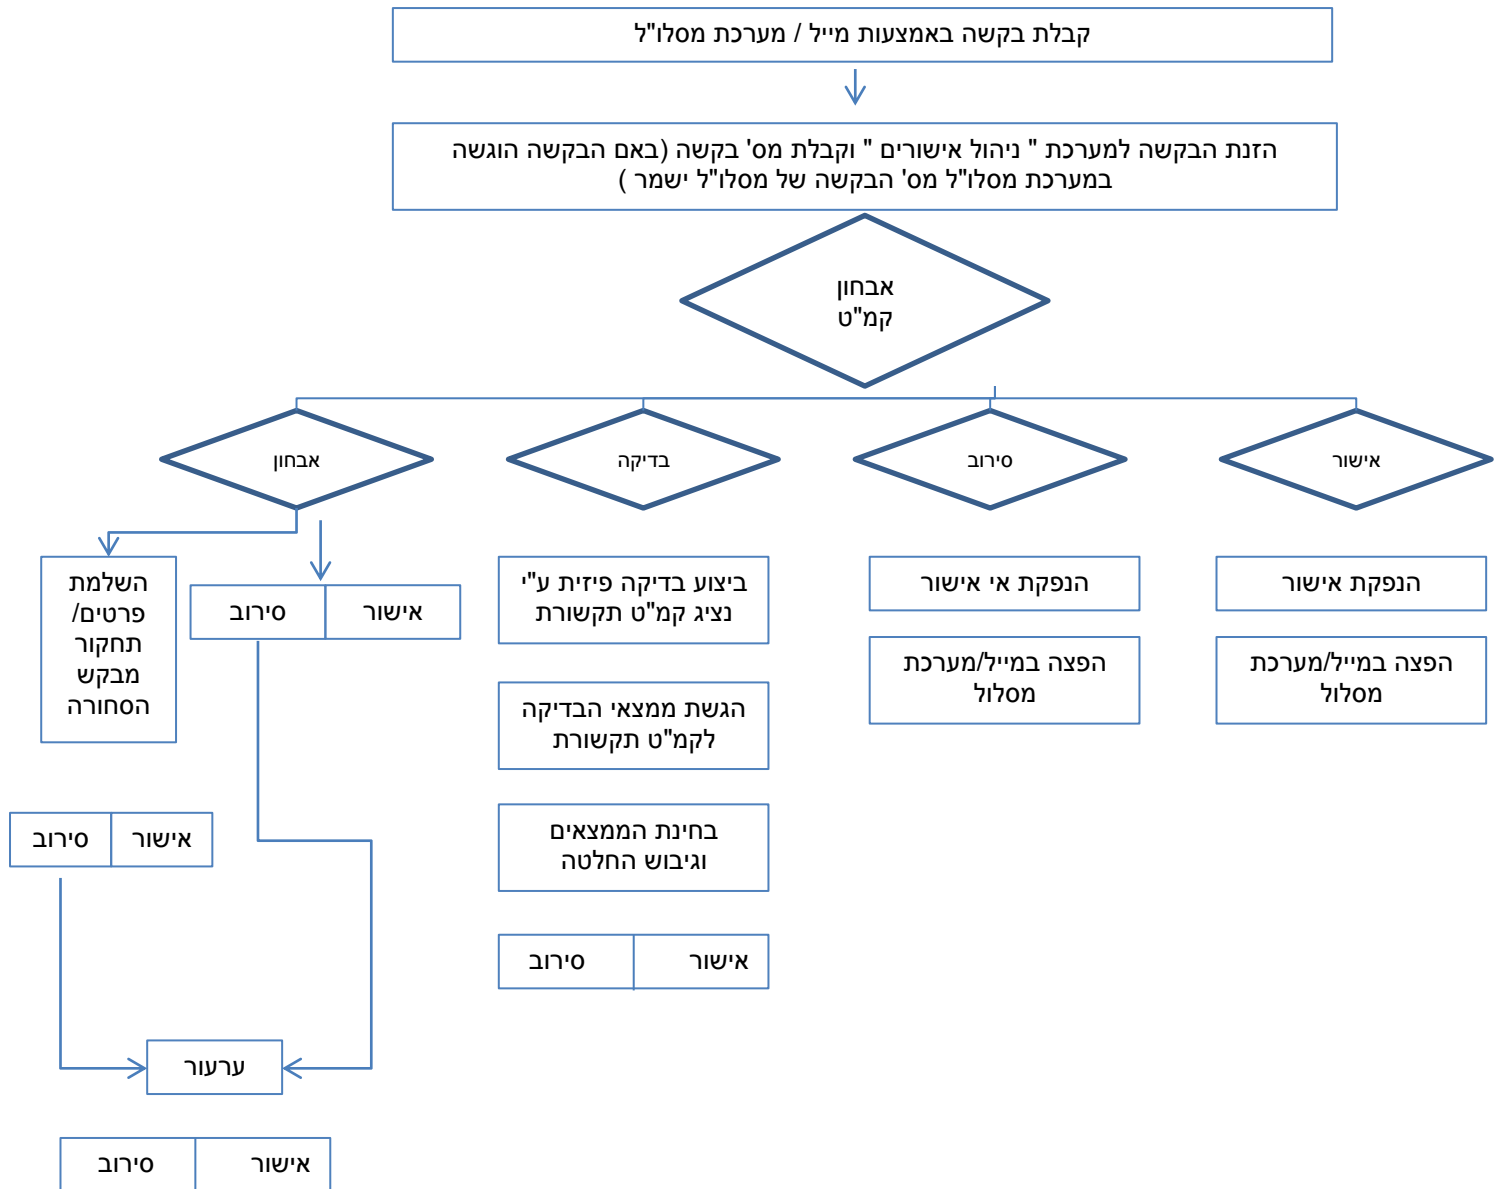 קבלת בקשה באמצעות מייל / מערכת מסלו"ל
הזנת הבקשה למערכת " ניהול אישורים " וקבלת מס' בקשה (באם הבקשה הוגשה
במערכת מסלו"ל מס' הבקשה של מסלו"ל ישמר )
אבחון
קמ"ט
אישור
סירוב
בדיקה
אבחון
הנפקת אישור
הפצה במייל/מערכת
מסלול
הנפקת אי אישור
הפצה במייל/מערכת
מסלול
ביצוע בדיקה פיזית ע"י
נציג קמ"ט תקשורת
הגשת ממצאי הבדיקה
לקמ"ט תקשורת
בחינת הממצאים
וגיבוש החלטה
אישור סירוב
אישור סירוב
השלמת
פרטים/
תחקור
מבקש
הסחורה
אישור סירוב
ערעור
אישור סירוב